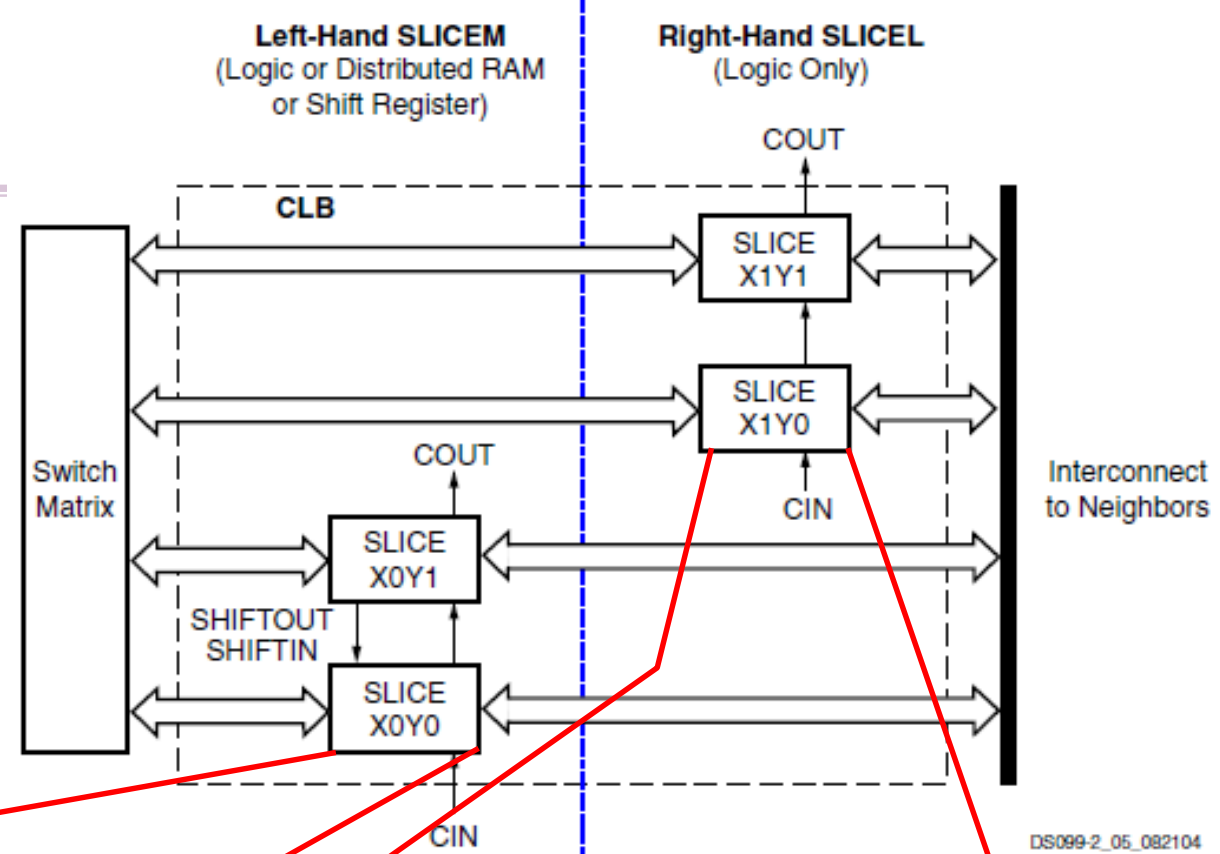 Left-Hand SLICEM
(Logic or Distributed RAM
or Shift Register)
Right-Hand SLICEL
(Logic Only)
COUT
CLB
SLICE
X1Y1
SLICE
X1Y0
CIN
Switch
Matrix
COUT
SLICE
X0Y1
SHIFTOUT
SHIFTIN
SLICE
X0Y0
CIN
Interconnect
to Neighbors
DS099-2_05_082104